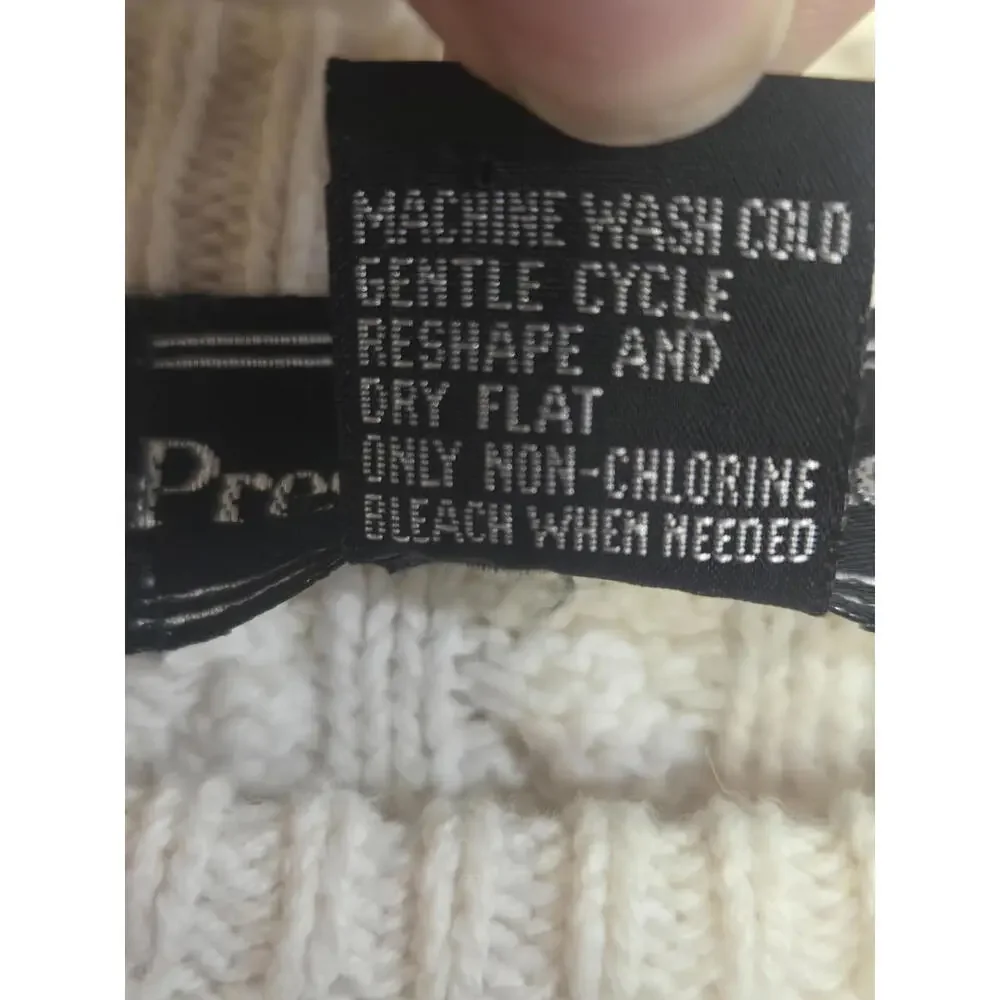 MACHINE WASH COLD
GENTLE CYCLE
RESHAPE AND
DRY FLAT
ONLY NON-CHLORINE
BLEACH WHEN NEEDED